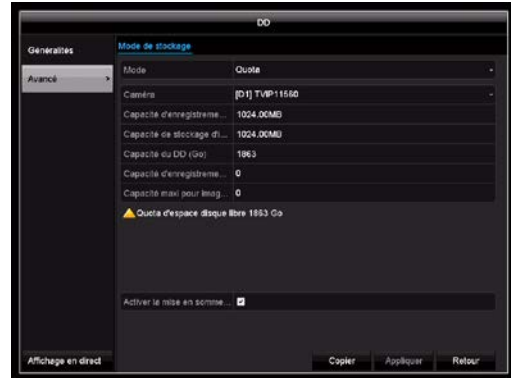 DD
Généralités
Avancé >
Mode de stockage
Mode Quota
Caméra [D1] TVIP11560
Capacité d'enregistreme... 1024.00MB
Capacité de stockage d'i... 1024.00MB
Capacité du DD (Go) 1863
Capacité d'enregistreme... 0
Capacité maxi pour imag... 0
Quota d'espace disque libre 1863 Go
Activer la mise en somme...
Affichage en direct
Copier Appliquer Retour